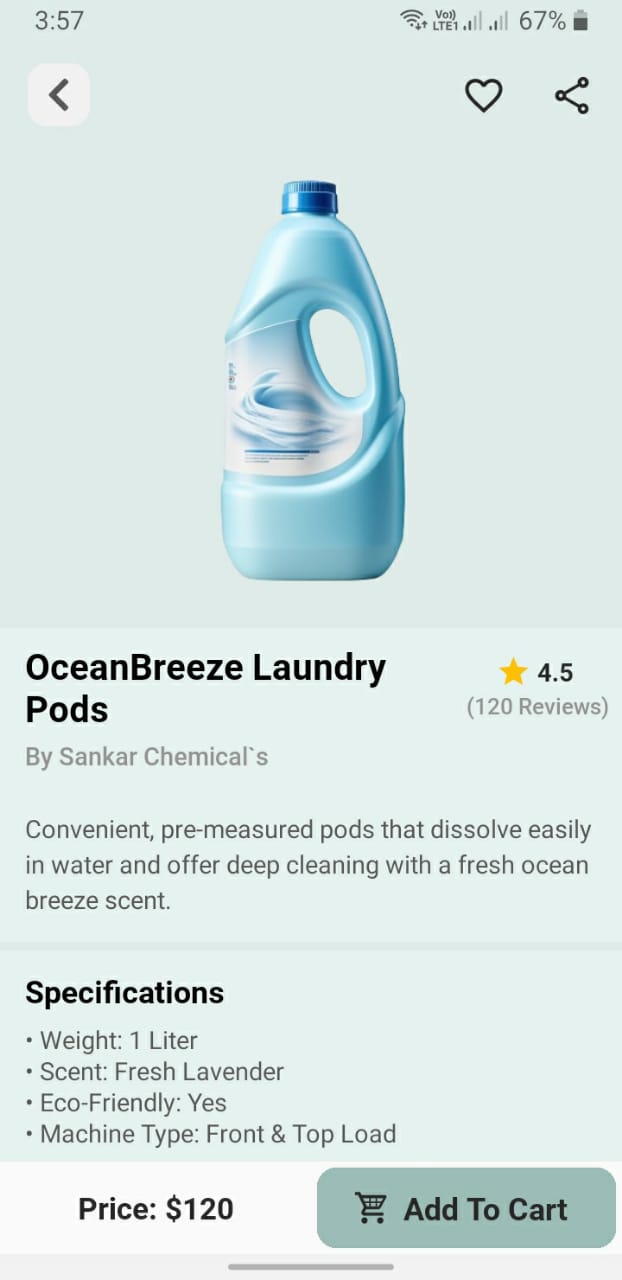 3:57
Vo)) LTE1 67%
OceanBreeze Laundry
Pods
4.5
(120 Reviews)
By Sankar Chemical`s
Convenient, pre-measured pods that dissolve easily
in water and offer deep cleaning with a fresh ocean
breeze scent.
Specifications
• Weight: 1 Liter
• Scent: Fresh Lavender
• Eco-Friendly: Yes
• Machine Type: Front & Top Load
Price: $120
Add To Cart